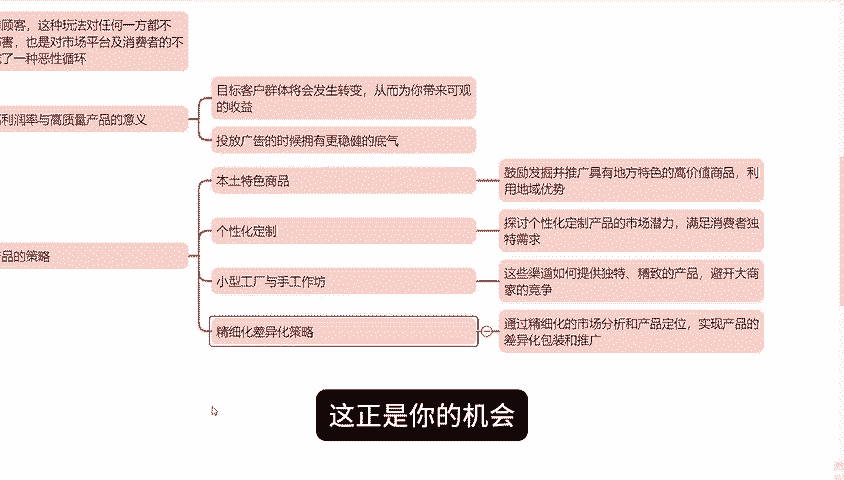 顾客，这种玩法对任何一方都不
害，也是对市场平台及消费者的不
了一种恶性循环
利润率与高质量产品的意义
目标客户群体将会发生转变，从而为你带来可观
的收益
投放广告的时候拥有更稳健的底气
品的策略
本土特色商品
鼓励发掘并推广具有地方特色的高价值商品，利
用地域优势
个性化定制
探讨个性化定制产品的市场潜力，满足消费者独
特需求
小型工厂与手工作坊
这些渠道如何提供独特、精致的产品，避开大商
家的竞争
精细化差异化策略
通过精细化的市场分析和产品定位，实现产品的
差异化包装和推广
这正是你的机会